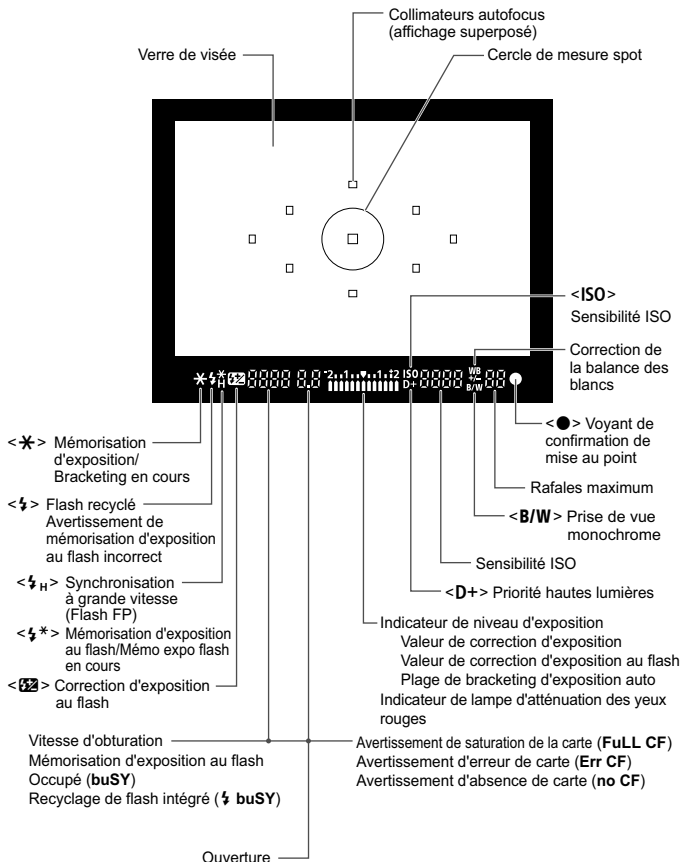 Collimateurs autofocus
(affichage superposé)
Verre de visée
Cercle de mesure spot
<ISO>
Sensibilité ISO
Correction de
la balance des
blancs
-2..1..▼..1.+2 ISO WB
D+ +/- B/W
<●> Voyant de
confirmation de
mise au point
Rafales maximum
<B/W> Prise de vue
monochrome
Sensibilité ISO
<D+> Priorité hautes lumières
<✱> Mémorisation
d'exposition/
Bracketing en cours
<⚡> Flash recyclé
Avertissement de
mémorisation d'exposition
au flash incorrect
<⚡H> Synchronisation
à grande vitesse
(Flash FP)
<⚡*> Mémorisation d'exposition
au flash/Mémo expo flash
en cours
<⚡±> Correction d'exposition
au flash
Indicateur de niveau d'exposition
Valeur de correction d'exposition
Valeur de correction d'exposition au flash
Plage de bracketing d'exposition auto
Indicateur de lampe d'atténuation des yeux
rouges
Vitesse d'obturation
Mémorisation d'exposition au flash
Occupé (buSY)
Recyclage de flash intégré (⚡ buSY)
Avertissement de saturation de la carte (FuLL CF)
Avertissement d'erreur de carte (Err CF)
Avertissement d'absence de carte (no CF)
Ouverture